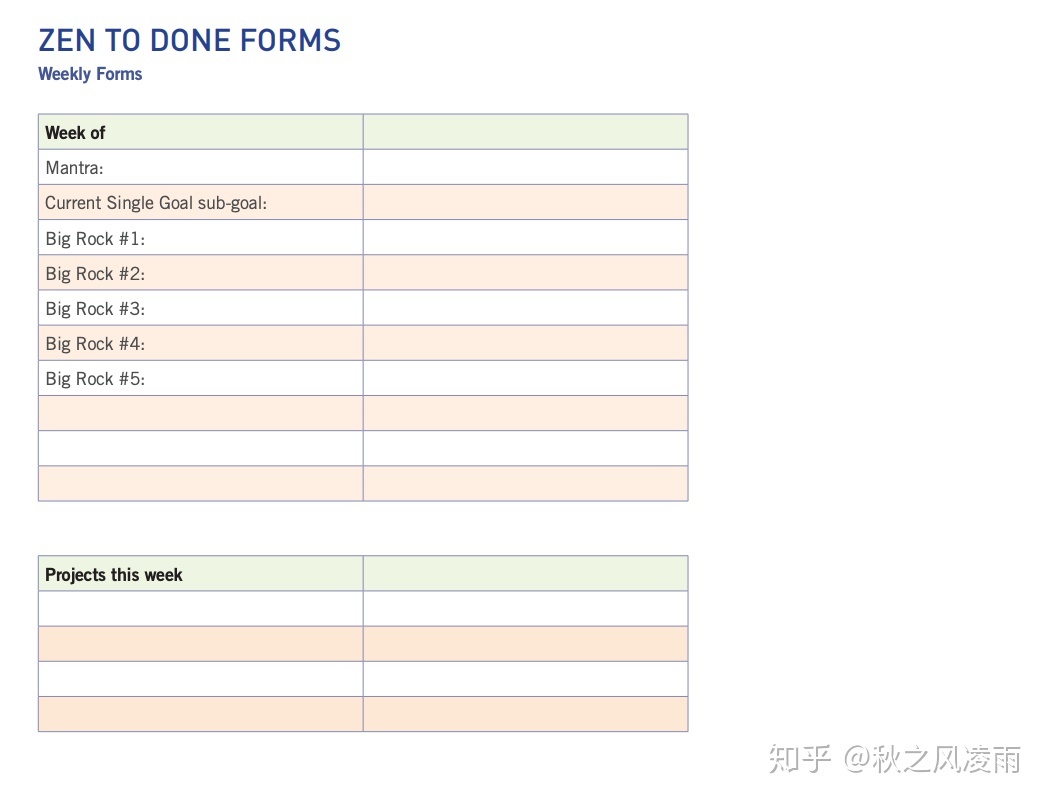 ZEN TO DONE FORMS
Weekly Forms
Week of
Mantra:
Current Single Goal sub-goal:
Big Rock #1:
Big Rock #2:
Big Rock #3:
Big Rock #4:
Big Rock #5:
Projects this week
知乎 @秋之风凌雨